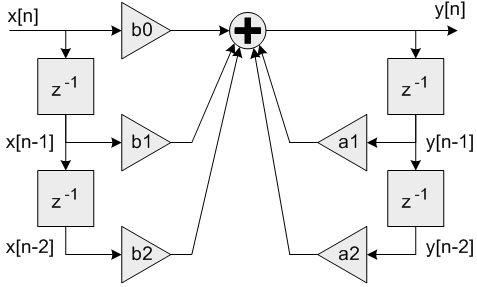 x[n] b0 y[n]
z-1 z-1
x[n-1] b1 a1 y[n-1]
z-1 z-1
x[n-2] b2 a2 y[n-2]